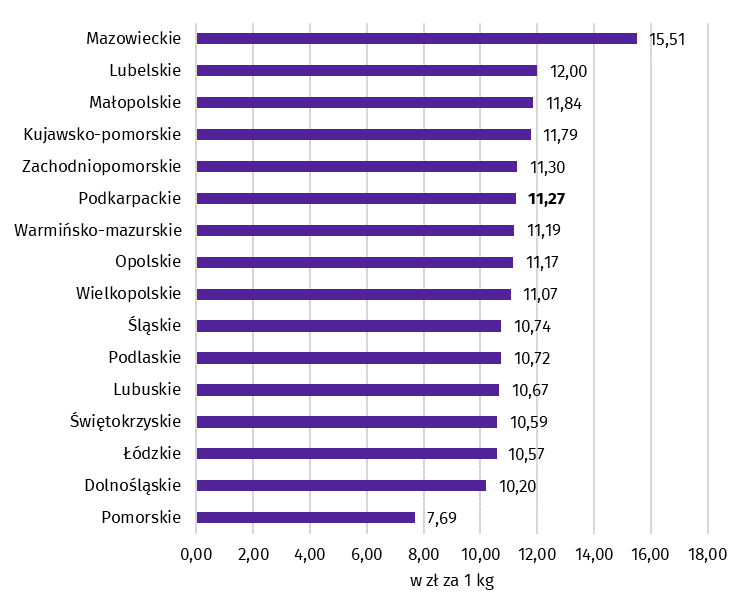 Mazowieckie 15,51
Lubelskie 12,00
Małopolskie 11,84
Kujawsko-pomorskie 11,79
Zachodniopomorskie 11,30
Podkarpackie 11,27
Warmińsko-mazurskie 11,19
Opolskie 11,17
Wielkopolskie 11,07
Śląskie 10,74
Podlaskie 10,72
Lubuskie 10,67
Świętokrzyskie 10,59
Łódzkie 10,57
Dolnośląskie 10,20
Pomorskie 7,69
0,00 2,00 4,00 6,00 8,00 10,00 12,00 14,00 16,00 18,00
w zł za 1 kg